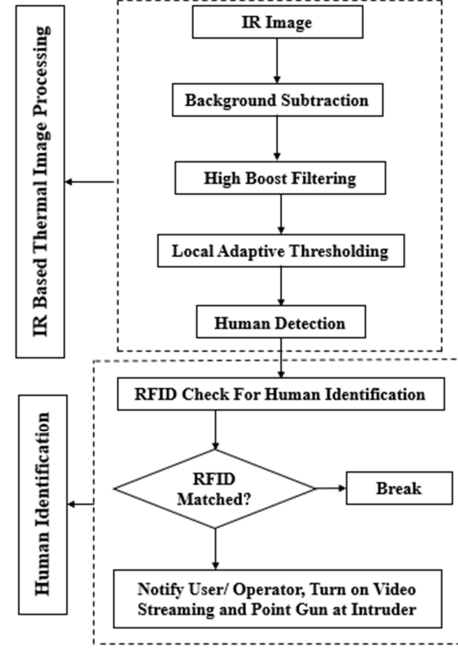 IR Based Thermal Image Processing
IR Image
Background Subtraction
High Boost Filtering
Local Adaptive Thresholding
Human Detection
Human Identification
RFID Check For Human Identification
RFID
Matched?
Break
Notify User/ Operator, Turn on Video
Streaming and Point Gun at Intruder